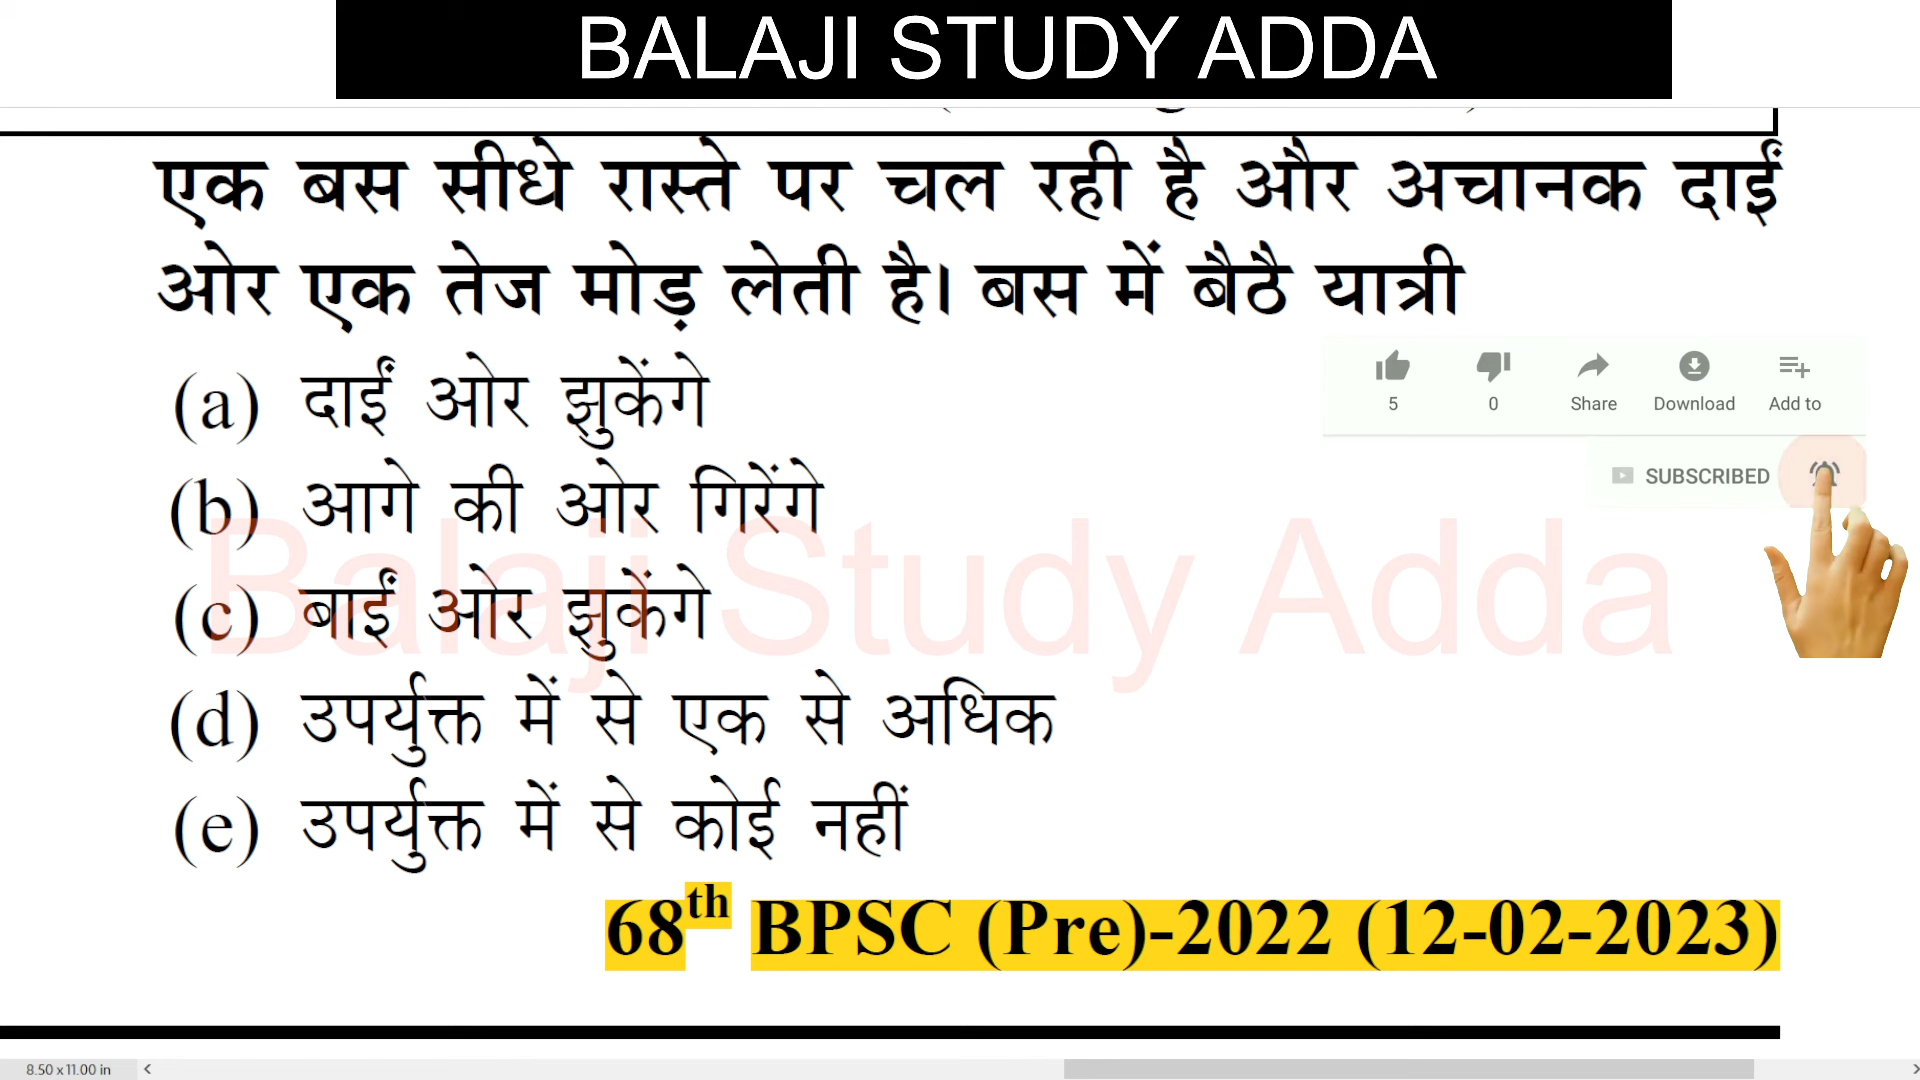 BALAJI STUDY ADDA
एक बस सीधे रास्ते पर चल रही है और अचानक दाईं
ओर एक तेज मोड़ लेती है। बस में बैठै यात्री
(a) दाईं ओर झुकेंगे
(b) आगे की ओर गिरेंगे
(c) बाईं ओर झुकेंगे
(d) उपर्युक्त में से एक से अधिक
(e) उपर्युक्त में से कोई नहीं
68th BPSC (Pre)-2022 (12-02-2023)
5 0 Share Download Add to
SUBSCRIBED
Balaji Study Adda
8.50 x 11.00 in